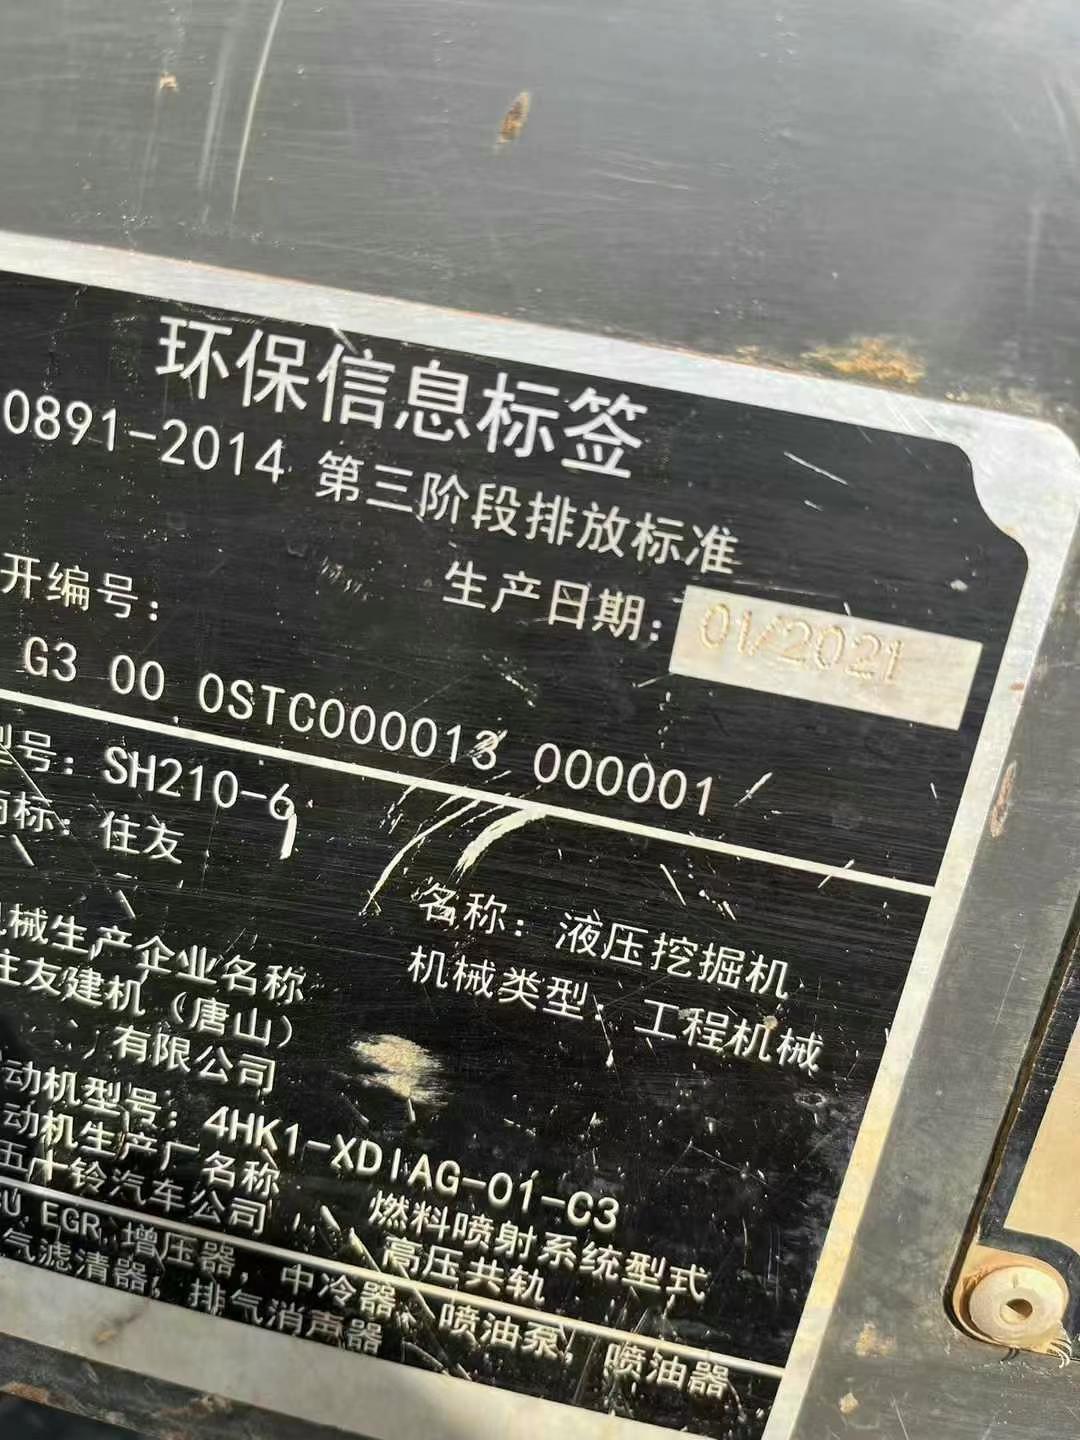 环保信息标签
0891-2014 第三阶段排放标准
开编号：
生产日期：01/2021
G3 00 0STC000013 000001
型号：SH210-6
商标：住友
名称：液压挖掘机
机械类型：工程机械
机械生产企业名称
住友建机（唐山）
有限公司
动机型号：4HK1-XDIAG-01-C3
动机生产厂名称
五十铃汽车公司
燃料喷射系统型式
高压共轨
EGR，增压器，中冷器，喷油泵，喷油器
气滤清器，排气消声器